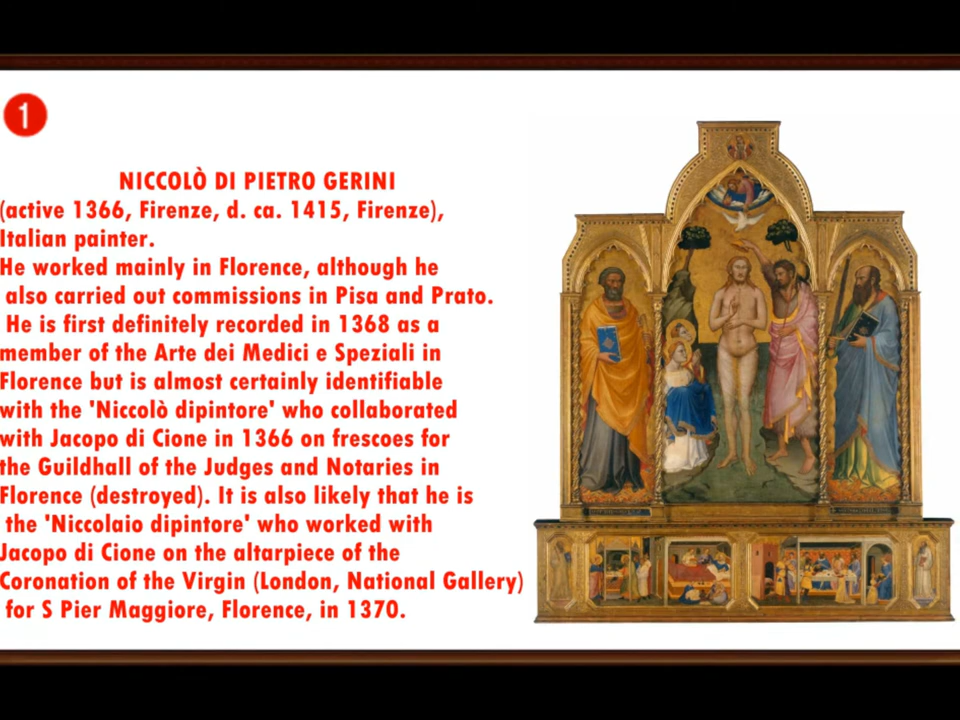 1
NICCOLÒ DI PIETRO GERINI
(active 1366, Firenze, d. ca. 1415, Firenze),
Italian painter.
He worked mainly in Florence, although he
also carried out commissions in Pisa and Prato.
He is first definitely recorded in 1368 as a
member of the Arte dei Medici e Speziali in
Florence but is almost certainly identifiable
with the 'Niccolò dipintore' who collaborated
with Jacopo di Cione in 1366 on frescoes for
the Guildhall of the Judges and Notaries in
Florence (destroyed). It is also likely that he is
the 'Niccolaio dipintore' who worked with
Jacopo di Cione on the altarpiece of the
Coronation of the Virgin (London, National Gallery)
for S Pier Maggiore, Florence, in 1370.